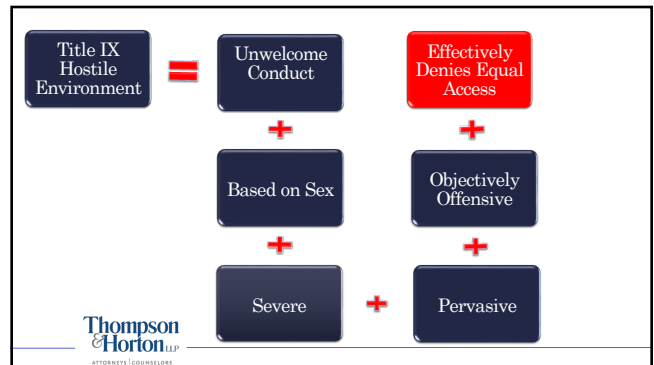 Title IX
Hostile
Environment
=
Unwelcome
Conduct
+
Based on Sex
+
Severe
+
Pervasive
+
Objectively
Offensive
+
Effectively
Denies Equal
Access
Thompson
&Horton LLP
ATTORNEYS | COUNSELORS